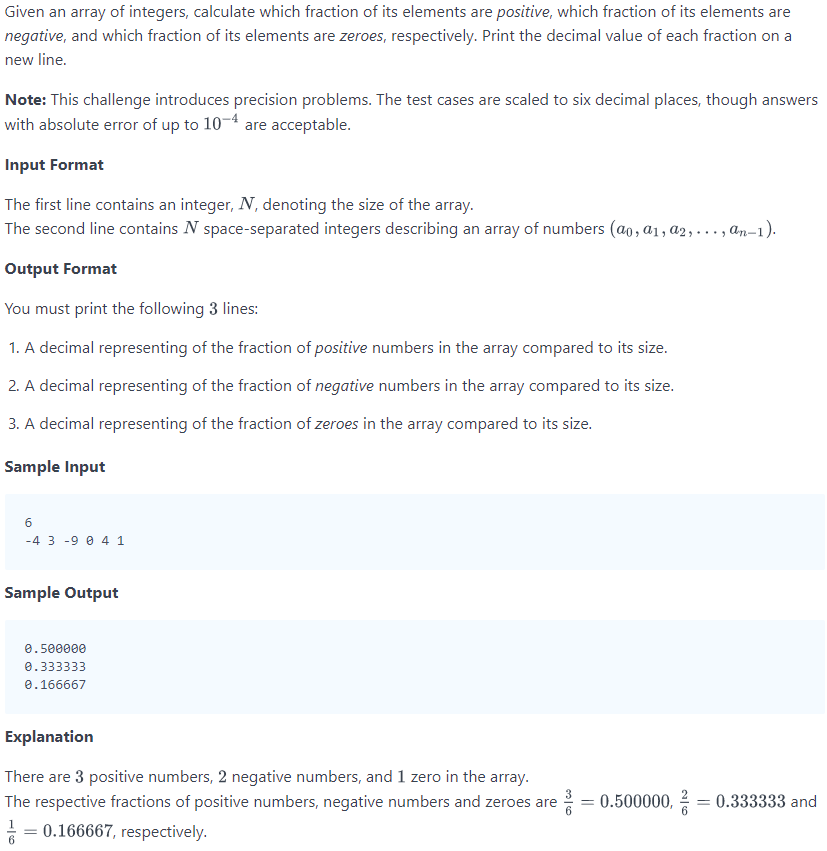 Given an array of integers, calculate which fraction of its elements are positive, which fraction of its elements are
negative, and which fraction of its elements are zeroes, respectively. Print the decimal value of each fraction on a
new line.
Note: This challenge introduces precision problems. The test cases are scaled to six decimal places, though answers
with absolute error of up to 10⁻⁴ are acceptable.
Input Format
The first line contains an integer, N, denoting the size of the array.
The second line contains N space-separated integers describing an array of numbers (a₀, a₁, a₂, . . . , aₙ₋₁).
Output Format
You must print the following 3 lines:
1. A decimal representing of the fraction of positive numbers in the array compared to its size.
2. A decimal representing of the fraction of negative numbers in the array compared to its size.
3. A decimal representing of the fraction of zeroes in the array compared to its size.
Sample Input
6
-4 3 -9 0 4 1
Sample Output
0.500000
0.333333
0.166667
Explanation
There are 3 positive numbers, 2 negative numbers, and 1 zero in the array.
The respective fractions of positive numbers, negative numbers and zeroes are 3/6 = 0.500000, 2/6 = 0.333333 and
1/6 = 0.166667, respectively.